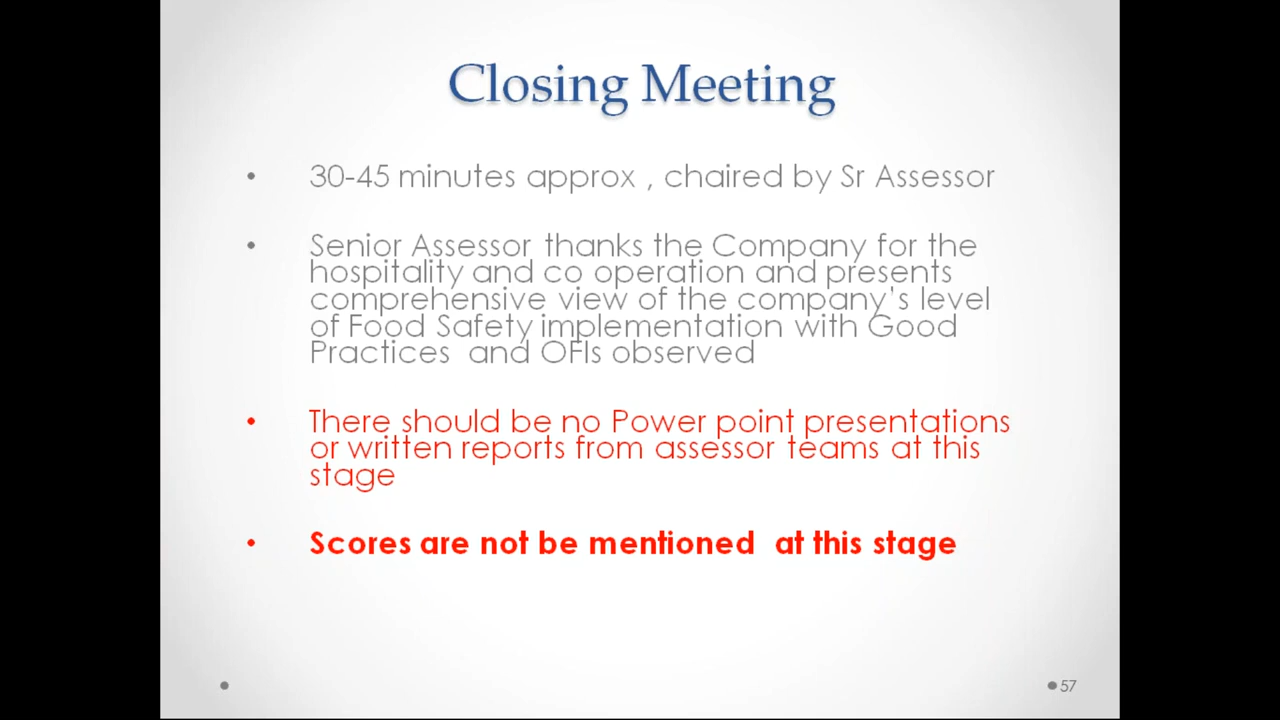 Closing Meeting
• 30-45 minutes approx , chaired by Sr Assessor
• Senior Assessor thanks the Company for the
hospitality and co operation and presents
comprehensive view of the company's level
of Food Safety implementation with Good
Practices  and OFIs observed
• There should be no Power point presentations
or written reports from assessor teams at this
stage
• Scores are not be mentioned  at this stage
57